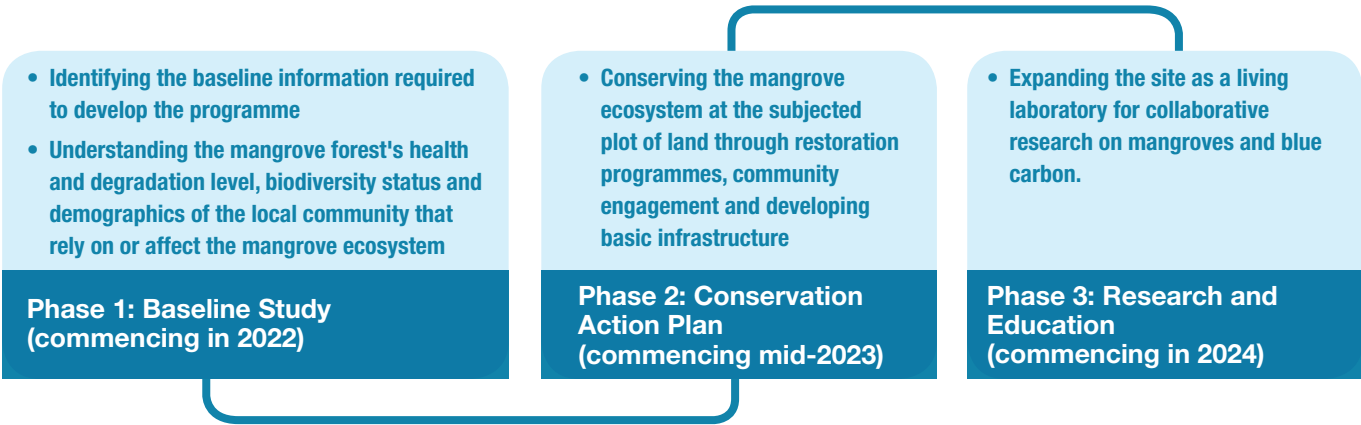 • Identifying the baseline information required
to develop the programme
• Understanding the mangrove forest's health
and degradation level, biodiversity status and
demographics of the local community that
rely on or affect the mangrove ecosystem
Phase 1: Baseline Study
(commencing in 2022)
• Conserving the mangrove
ecosystem at the subjected
plot of land through restoration
programmes, community
engagement and developing
basic infrastructure
Phase 2: Conservation
Action Plan
(commencing mid-2023)
• Expanding the site as a living
laboratory for collaborative
research on mangroves and blue
carbon.
Phase 3: Research and
Education
(commencing in 2024)